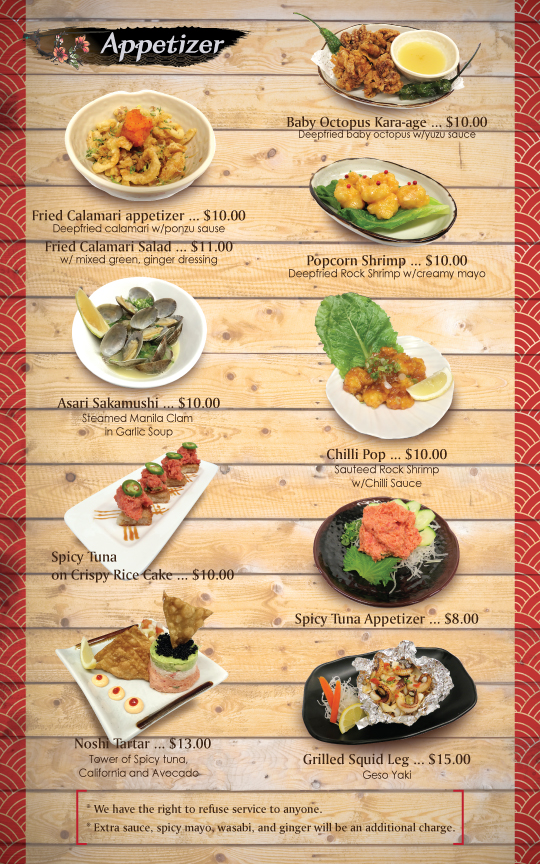 Appetizer
Baby Octopus Kara-age ... $10.00
Deepfried baby octopus w/yuzu sauce
Fried Calamari appetizer ... $10.00
Deepfried calamari w/ponzu sause
Fried Calamari Salad ... $11.00
w/ mixed green, ginger dressing
Popcorn Shrimp ... $10.00
Deepfried Rock Shrimp w/creamy mayo
Asari Sakamushi ... $10.00
Steamed Manila Clam
in Garlic Soup
Chilli Pop ... $10.00
Sauteed Rock Shrimp
w/Chilli Sauce
Spicy Tuna
on Crispy Rice Cake ... $10.00
Spicy Tuna Appetizer ... $8.00
Noshi Tartar ... $13.00
Tower of Spicy tuna,
California and Avocado
Grilled Squid Leg ... $15.00
Geso Yaki
* We have the right to refuse service to anyone.
* Extra sauce, spicy mayo, wasabi, and ginger will be an additional charge.